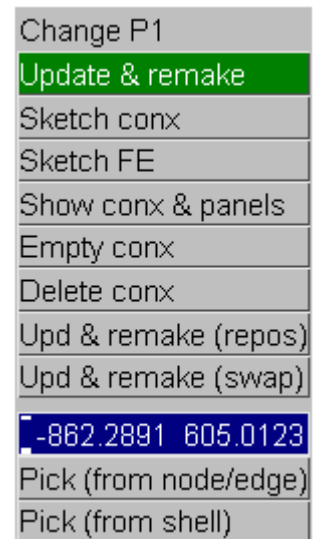 Change P1
Update & remake
Sketch conx
Sketch FE
Show conx & panels
Empty conx
Delete conx
Upd & remake (repos)
Upd & remake (swap)
-862.2891 605.0123
Pick (from node/edge)
Pick (from shell)